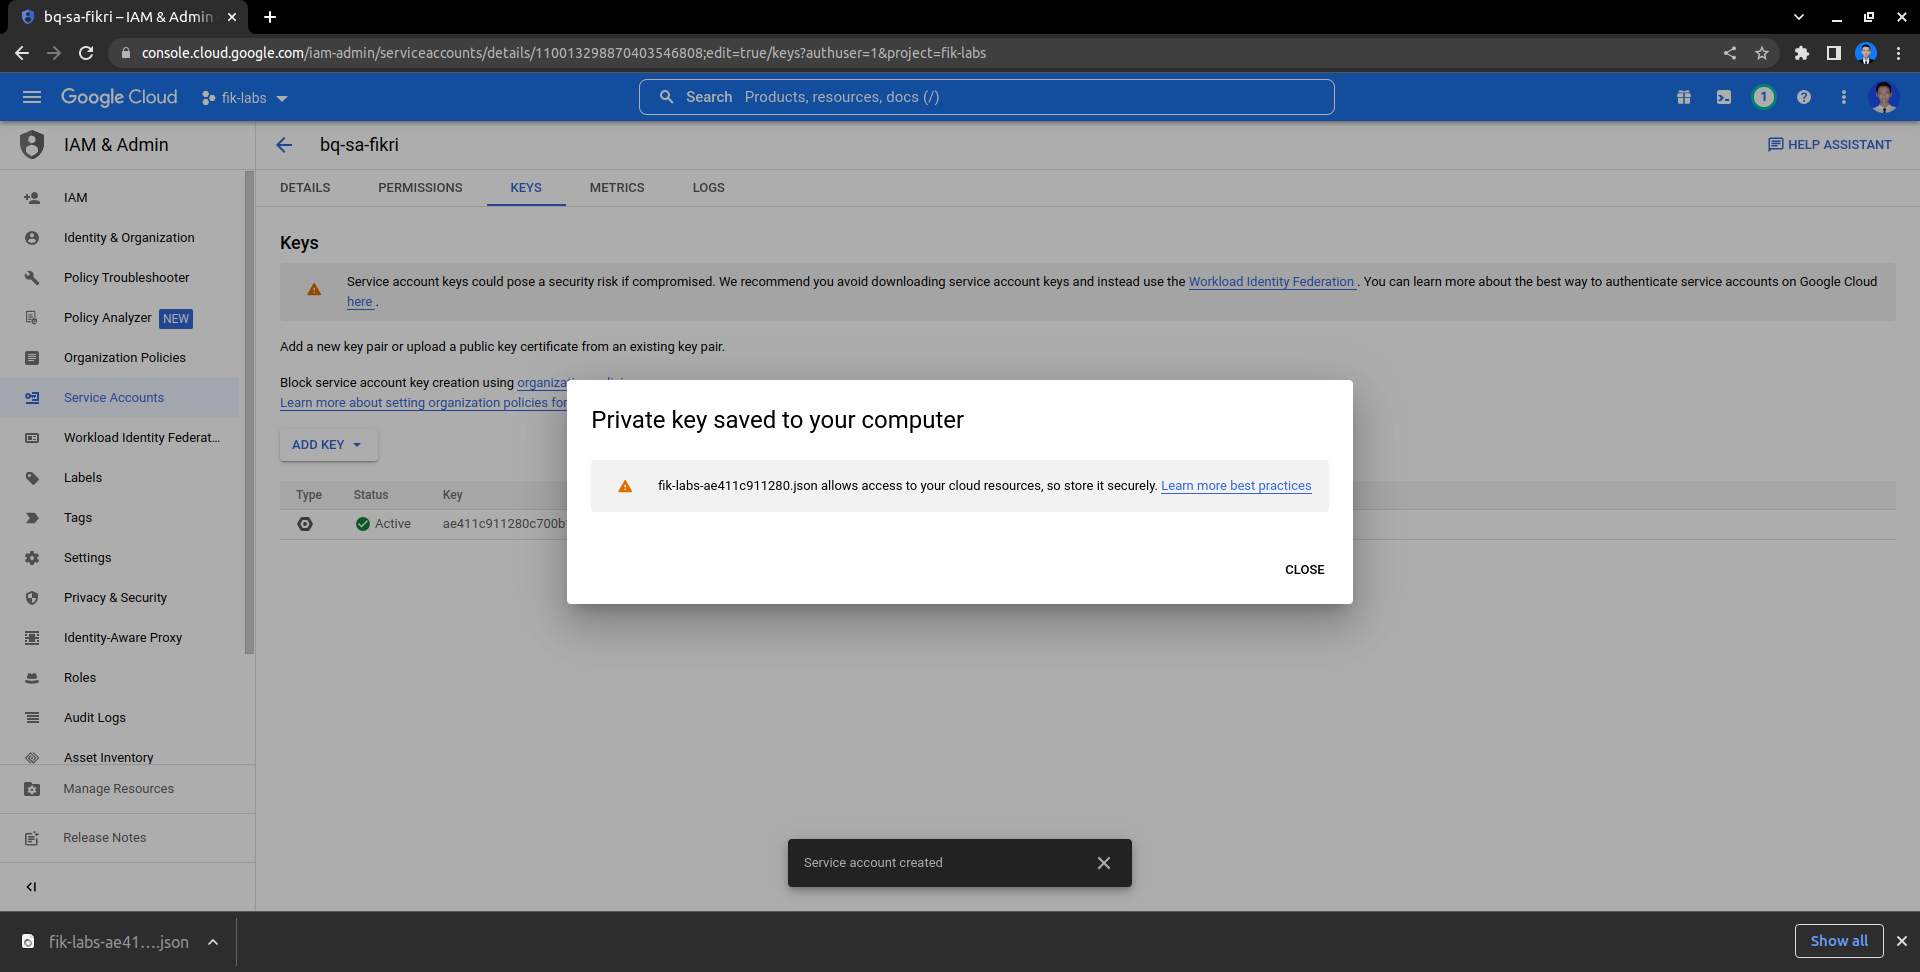 bq-sa-fikri – IAM & Admin
console.cloud.google.com/iam-admin/serviceaccounts/details/110013298870403546808;edit=true/keys?authuser=1&project=fik-labs
Google Cloud
fik-labs
Search Products, resources, docs (/)
1
IAM & Admin
bq-sa-fikri
HELP ASSISTANT
IAM
Identity & Organization
Policy Troubleshooter
Policy Analyzer NEW
Organization Policies
Service Accounts
Workload Identity Federat...
Labels
Tags
Settings
Privacy & Security
Identity-Aware Proxy
Roles
Audit Logs
Asset Inventory
Manage Resources
Release Notes
DETAILS PERMISSIONS KEYS METRICS LOGS
Keys
Service account keys could pose a security risk if compromised. We recommend you avoid downloading service account keys and instead use the Workload Identity Federation . You can learn more about the best way to authenticate service accounts on Google Cloud
here .
Add a new key pair or upload a public key certificate from an existing key pair.
Block service account key creation using
Learn more about setting organization policies for
ADD KEY
Type Status Key
Active ae411c911280c700b
Private key saved to your computer
fik-labs-ae411c911280.json allows access to your cloud resources, so store it securely. Learn more best practices
CLOSE
Service account created
fik-labs-ae41....json
Show all